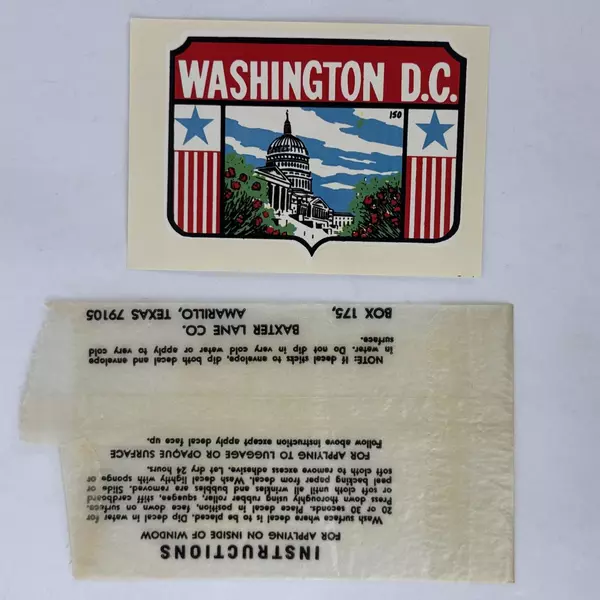 WASHINGTON D.C.
150
INSTRUCTIONS
FOR APPLYING ON INSIDE OF WINDOW
Wash surface where decal is to be placed. Dip decal in water for
20 or 30 seconds. Place decal in position, face down on surface.
Press down thoroughly using rubber roller, squegee, stiff cardboard
or soft cloth until all wrinkles and bubbles are removed. Slide or
peel backing paper from decal. Wash decal lightly with sponge or
soft cloth to remove excess adhesive. Let dry 24 hours.
FOR APPLYING TO LUGGAGE OR OPAQUE SURFACE
Follow above instruction except apply decal face up.
NOTE: If decal sticks to envelope, dip both decal and envelope
in water. Do not dip in very cold water or apply to very cold
surface.
BAXTER LANE CO.
BOX 175, AMARILLO, TEXAS 79105